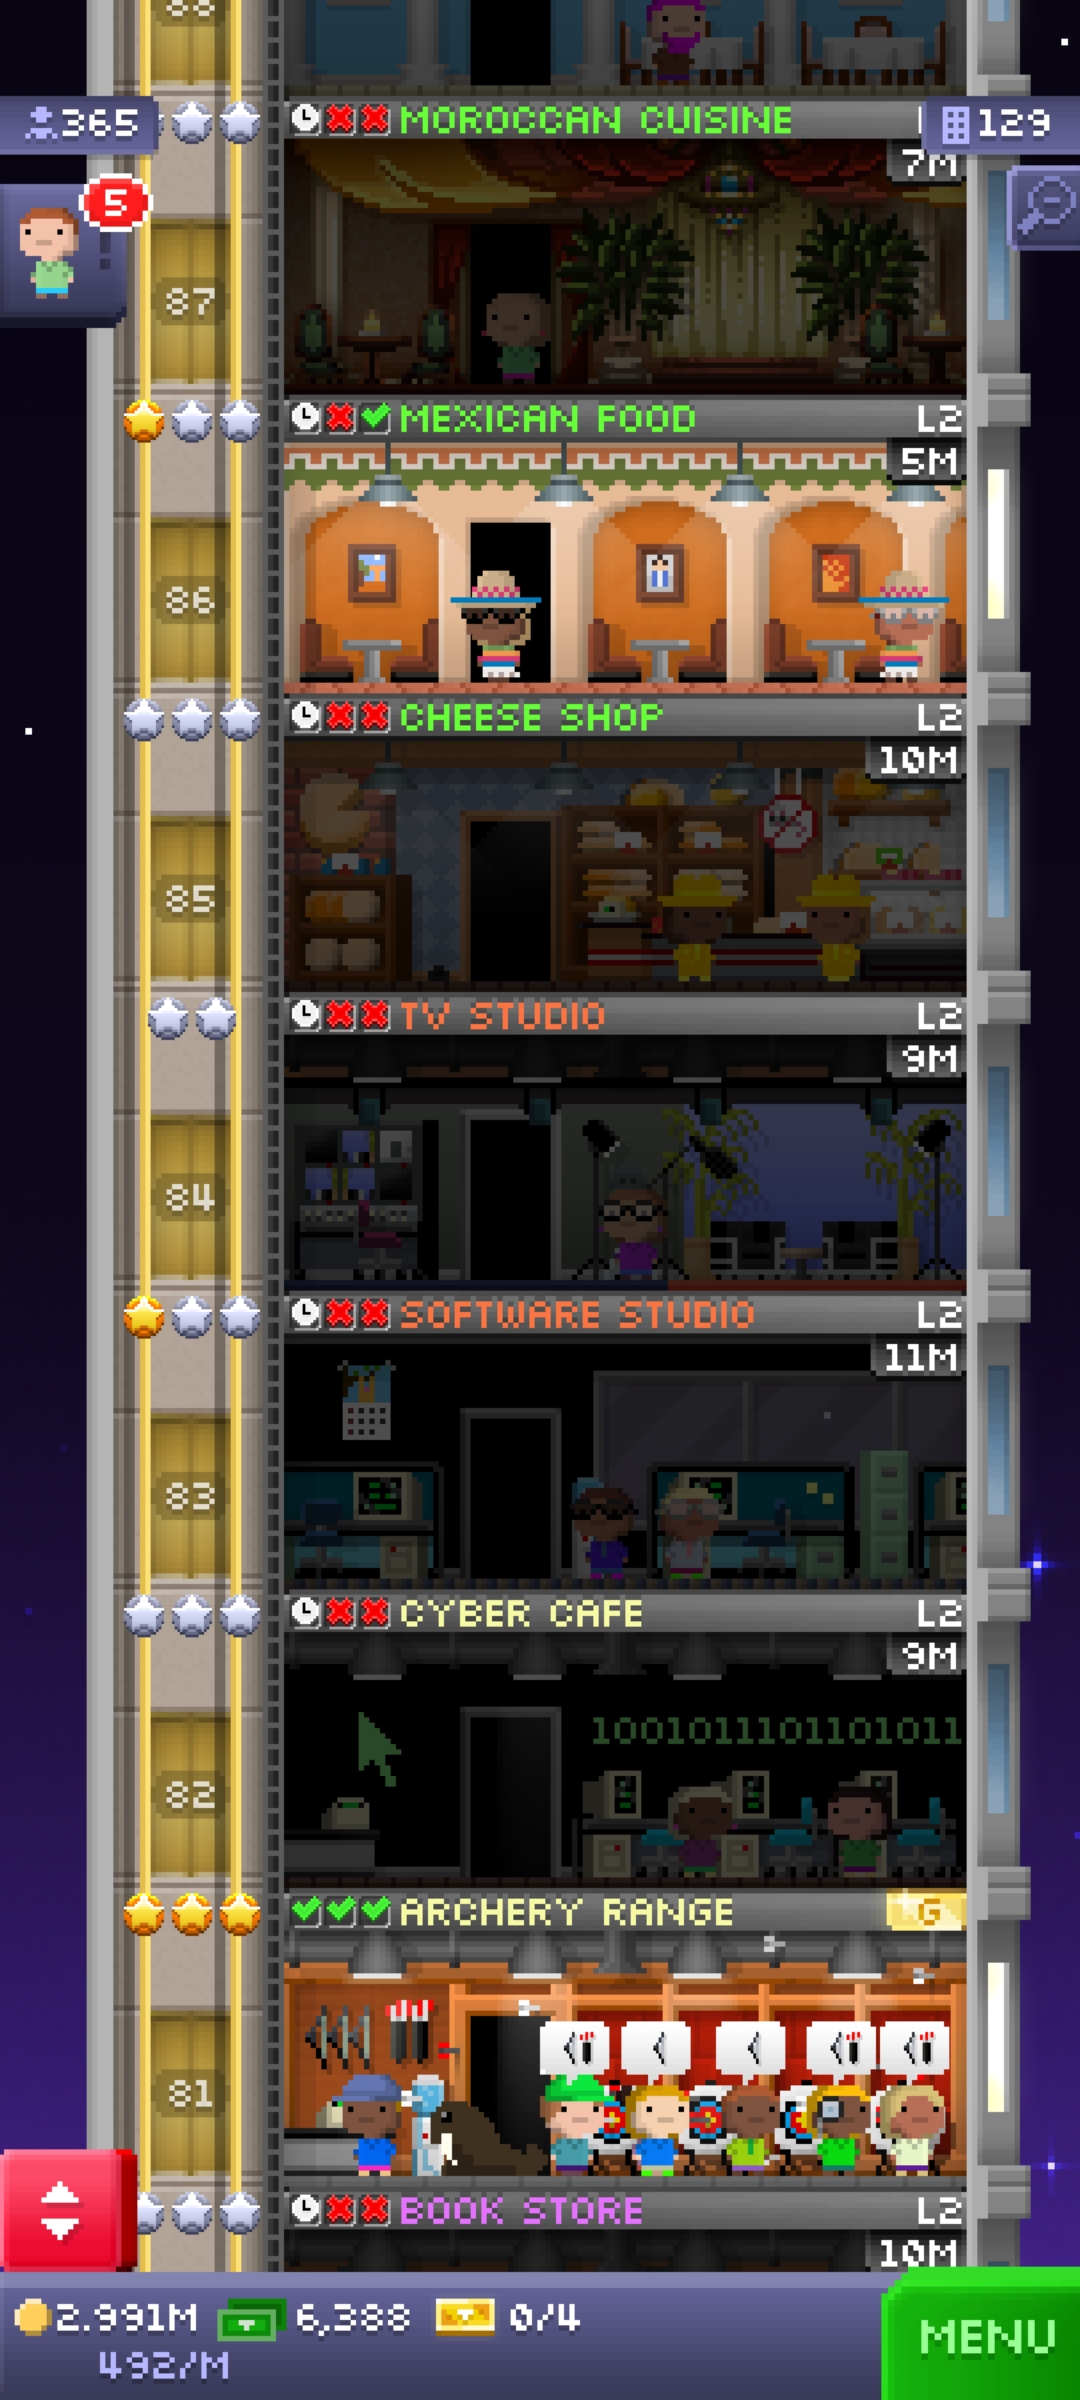 88
365
MOROCCAN CUISINE
129
7M
5
87
MEXICAN FOOD L2
5M
86
CHEESE SHOP L2
10M
85
TV STUDIO L2
9M
84
SOFTWARE STUDIO L2
11M
83
CYBER CAFE L2
9M
1001011101101011
82
ARCHERY RANGE G
81
BOOK STORE L2
10M
2.991M 6,388 0/4
492/M
MENU